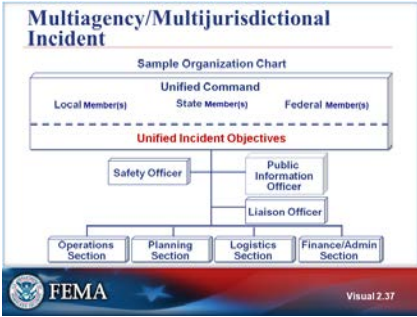 Multiagency/Multijurisdictional
Incident
Sample Organization Chart
Unified Command
Local Member(s) State Member(s) Federal Member(s)
Unified Incident Objectives
Safety Officer
Public
Information
Officer
Liaison Officer
Operations
Section
Planning
Section
Logistics
Section
Finance/Admin
Section
FEMA
Visual 2.37